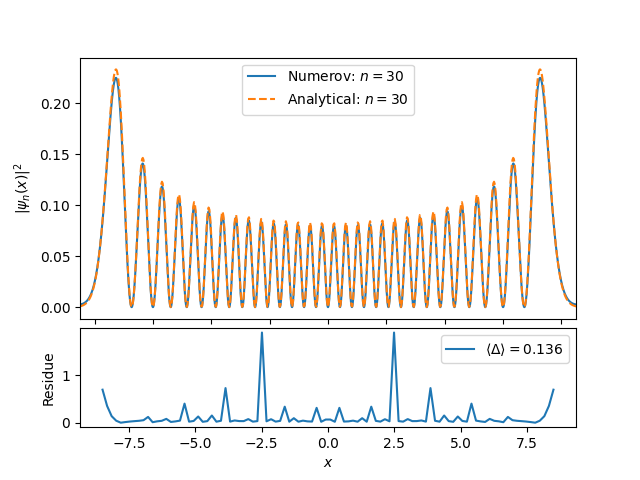 Numerov: n = 30
Analytical: n = 30
|ψn(x)|²
0.20
0.15
0.10
0.05
0.00
⟨Δ⟩ = 0.136
Residue
1
0
−7.5 −5.0 −2.5 0.0 2.5 5.0 7.5
x